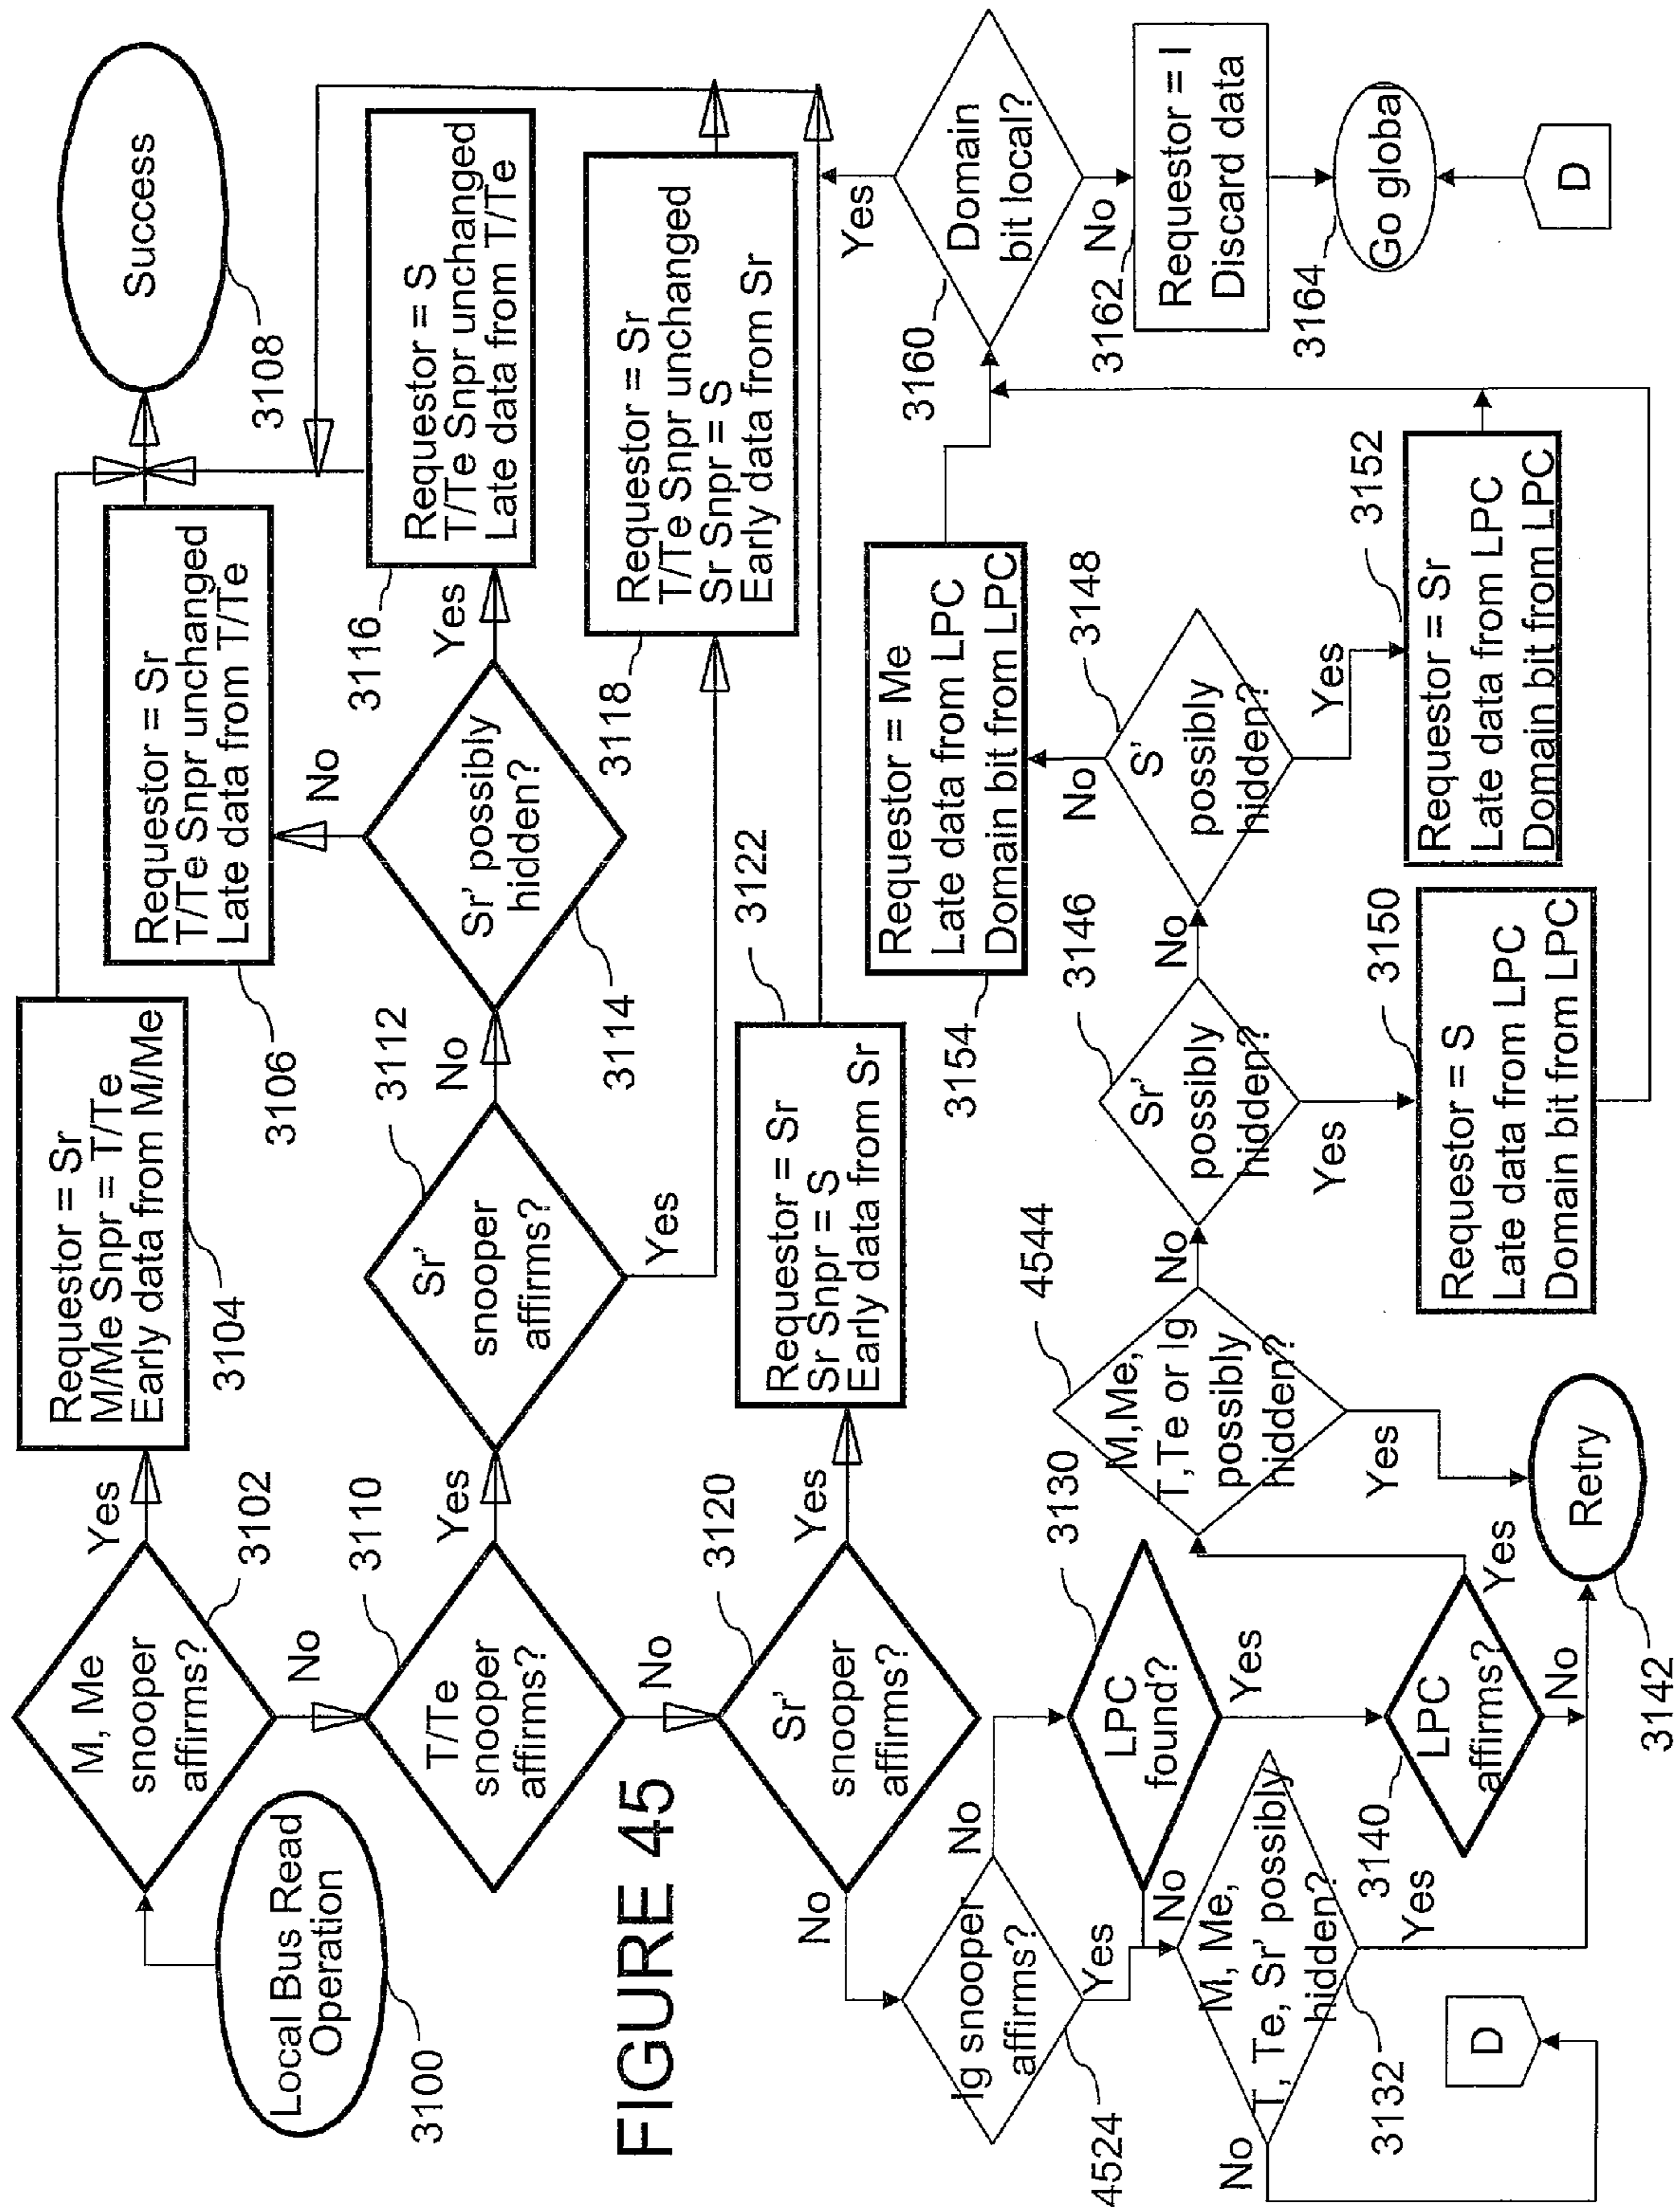 Local Bus Read
Operation
3100
M, Me
snooper
affirms?
3102
Yes
No
Requestor = Sr
M/Me Snpr = T/Te
Early data from M/Me
3104
Requestor = Sr
T/Te Snpr unchanged
Late data from T/Te
3106
Success
3108
T/Te
snooper
affirms?
3110
Yes
No
Sr'
snooper
affirms?
3112
No
Yes
Sr' possibly
hidden?
3114
No
Yes
Requestor = S
T/Te Snpr unchanged
Late data from T/Te
3116
Requestor = Sr
T/Te Snpr unchanged
Sr Snpr = S
Early data from Sr
3118
FIGURE 45
Sr'
snooper
affirms?
3120
Yes
No
Requestor = Sr
Sr Snpr = S
Early data from Sr
3122
Ig snooper
affirms?
4524
No
Yes
LPC
found?
3130
No
Yes
M, Me,
T, Te, Sr' possibly
hidden?
3132
No
Yes
D
LPC
affirms?
3140
Yes
No
Retry
3142
M,Me,
T,Te or Ig
possibly
hidden?
4544
No
Yes
Sr'
possibly
hidden?
3146
No
Yes
S'
possibly
hidden?
3148
No
Yes
Requestor = S
Late data from LPC
Domain bit from LPC
3150
Requestor = Sr
Late data from LPC
Domain bit from LPC
3152
Requestor = Me
Late data from LPC
Domain bit from LPC
3154
Domain
bit local?
3160
Yes
No
Requestor = I
Discard data
3162
Go global
3164
D